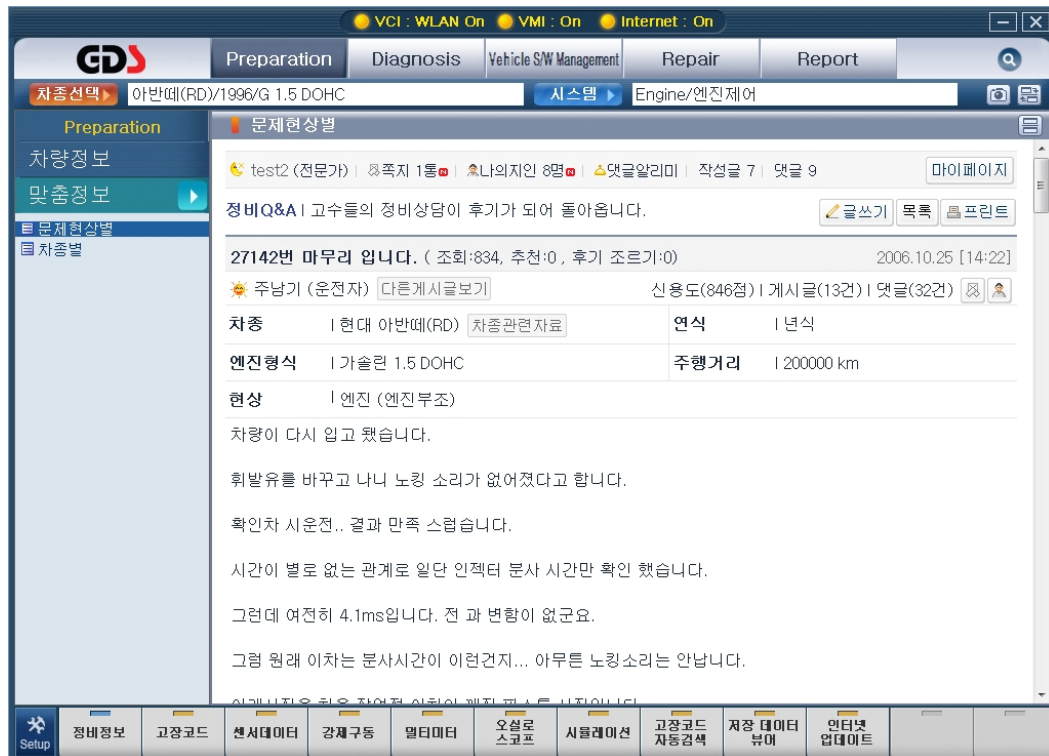 VCI : WLAN On VMI : On Internet : On
GDS Preparation Diagnosis Vehicle S/W Management Repair Report
차종선택 아반떼(RD)/1996/G 1.5 DOHC 시스템 Engine/엔진제어
Preparation
차량정보
맞춤정보
문제현상별
차종별
문제현상별
test2 (전문가) | 쪽지 1통 N | 나의지인 8명 N | 댓글알리미 | 작성글 7 | 댓글 9 마이페이지
정비Q&A | 고수들의 정비상담이 후기가 되어 돌아옵니다. 글쓰기 목록 프린트
27142번 마무리 입니다. ( 조회:834, 추천:0 , 후기 조르기:0) 2006.10.25 [14:22]
주남기 (운전자) 다른게시글보기 신용도(846점) | 게시글(13건) | 댓글(32건)
차종 | 현대 아반떼(RD) 차종관련자료 연식 | 년식
엔진형식 | 가솔린 1.5 DOHC 주행거리 | 200000 km
현상 | 엔진 (엔진부조)
차량이 다시 입고 됐습니다.
휘발유를 바꾸고 나니 노킹 소리가 없어졌다고 합니다.
확인차 시운전.. 결과 만족 스럽습니다.
시간이 별로 없는 관계로 일단 인젝터 분사 시간만 확인 했습니다.
그런데 여전히 4.1ms입니다. 전 과 변함이 없군요.
그럼 원래 이차는 분사시간이 이런건지... 아무튼 노킹소리는 안납니다.
Setup 정비정보 고장코드 센서데이터 강제구동 멀티미터 오실로 스코프 시뮬레이션 고장코드 자동검색 저장 데이터 뷰어 인터넷 업데이트